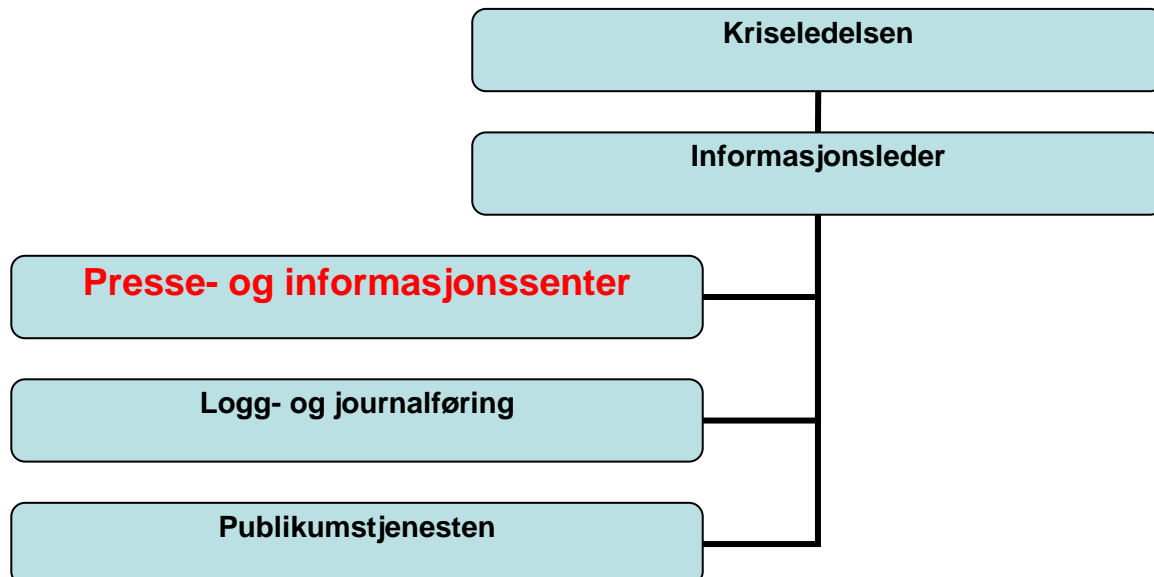 Kriseledelsen
Informasjonsleder
Presse- og informasjonssenter
Logg- og journalføring
Publikumstjenesten